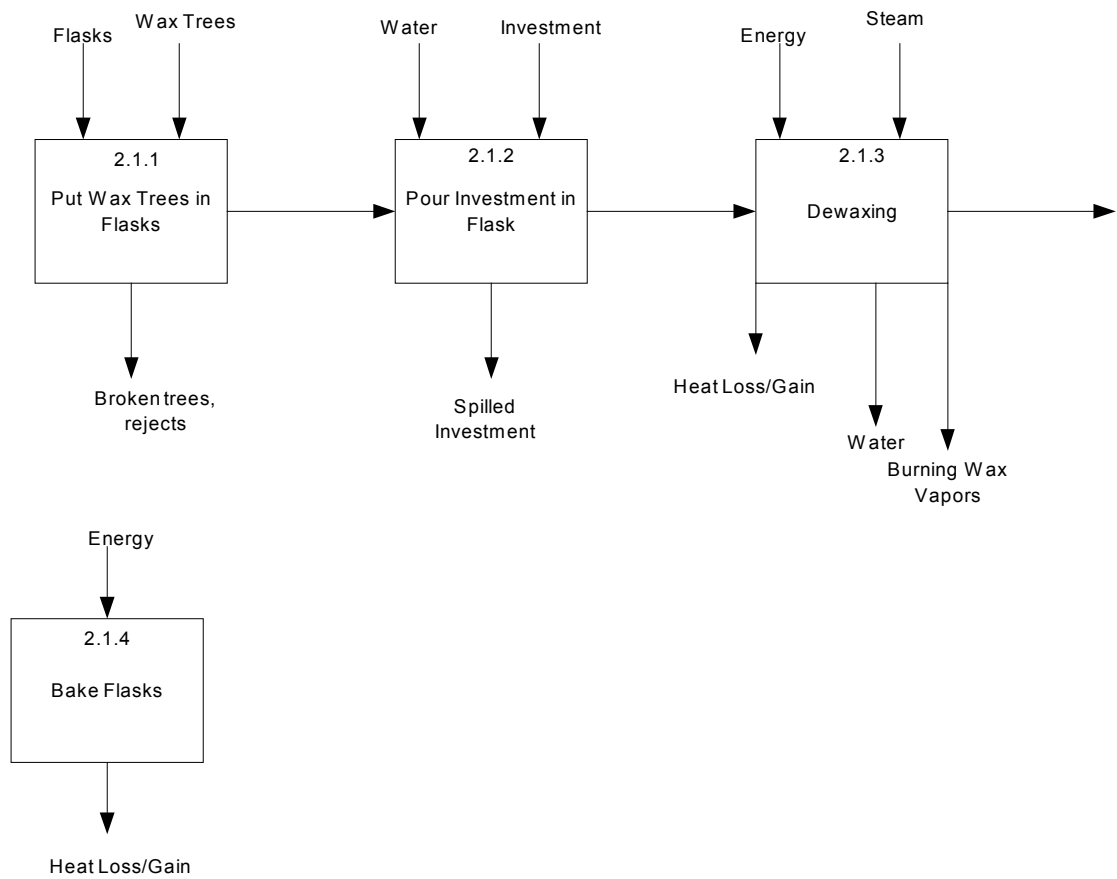 Flasks
Wax Trees
Water
Investment
Energy
Steam
2.1.1
Put Wax Trees in
Flasks
2.1.2
Pour Investment in
Flask
2.1.3
Dewaxing
Broken trees,
rejects
Spilled
Investment
Heat Loss/Gain
Water
Burning Wax
Vapors
Energy
2.1.4
Bake Flasks
Heat Loss/Gain